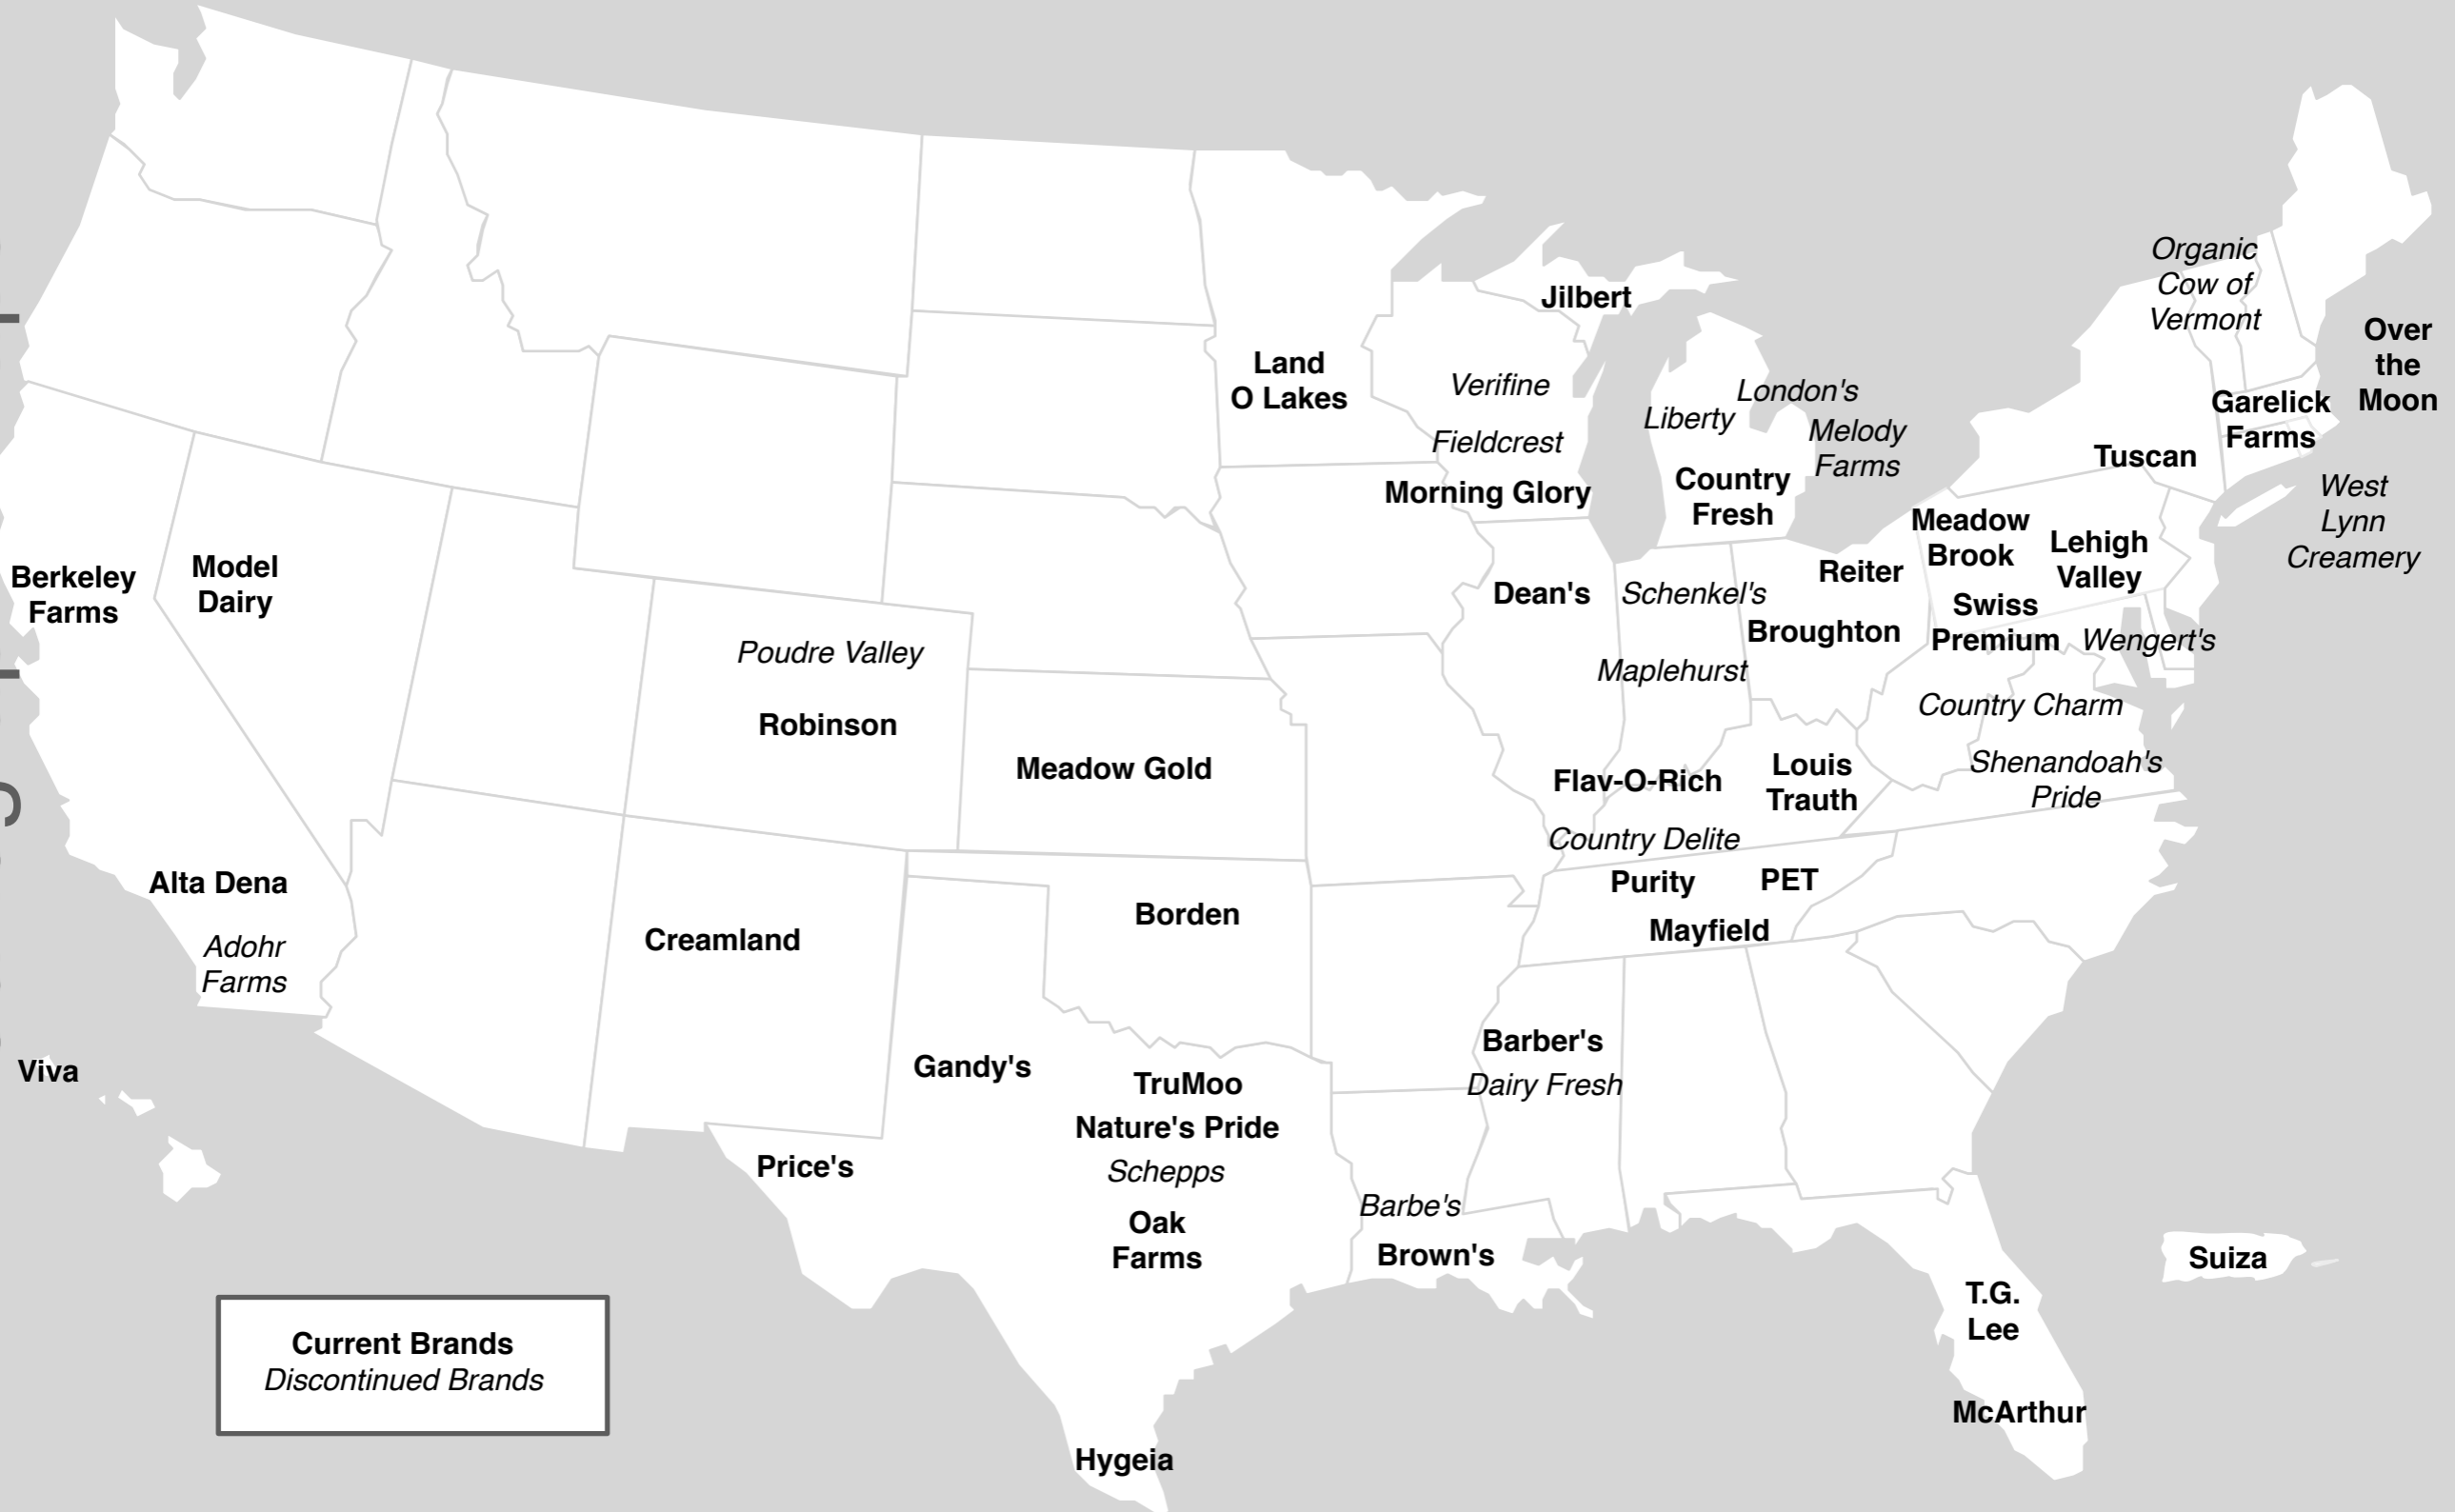 Organic
Cow of
Vermont
Jilbert
Over
the
Moon
Land
O Lakes
Verifine
London's
Liberty
Garelick
Farms
Melody
Farms
Fieldcrest
Tuscan
Morning Glory
Country
Fresh
West
Lynn
Creamery
Meadow
Brook
Lehigh
Valley
Berkeley
Farms
Model
Dairy
Dean's
Schenkel's
Reiter
Swiss
Premium
Broughton
Wengert's
Poudre Valley
Maplehurst
Robinson
Country Charm
Meadow Gold
Flav-O-Rich
Louis
Trauth
Shenandoah's
Pride
Country Delite
Alta Dena
Purity
PET
Adohr
Farms
Creamland
Borden
Mayfield
Viva
Gandy's
TruMoo
Barber's
Dairy Fresh
Nature's Pride
Price's
Schepps
Barbe's
Oak
Farms
Brown's
Suiza
T.G.
Lee
Current Brands
Discontinued Brands
McArthur
Hygeia